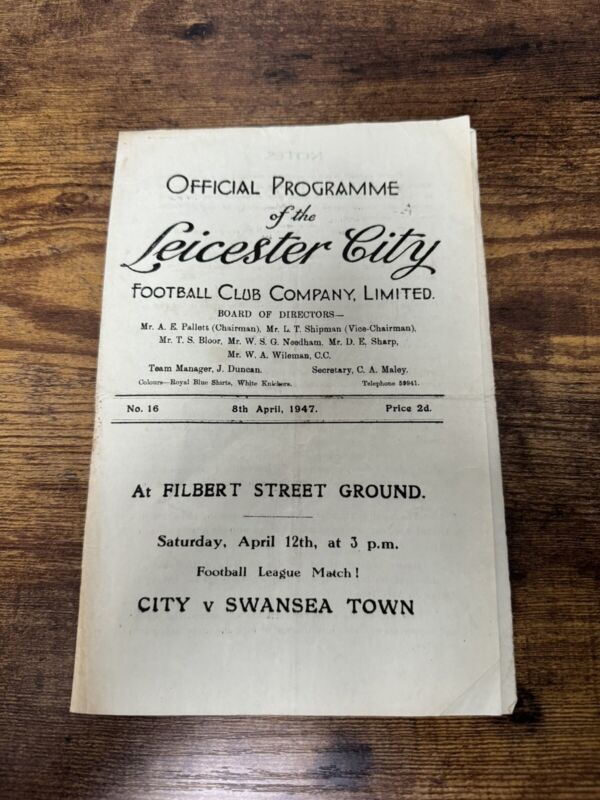 OFFICIAL PROGRAMME
of the
Leicester City
FOOTBALL CLUB COMPANY, LIMITED.
BOARD OF DIRECTORS—
Mr. A. E. Pallett (Chairman), Mr. L. T. Shipman (Vice-Chairman),
Mr. T. S. Bloor, Mr. W. S. G. Needham, Mr. D. E. Sharp,
Mr. W. A. Wileman, C.C.
Team Manager, J. Duncan. Secretary, C. A. Maley.
Colours—Royal Blue Shirts, White Knickers. Telephone 59941.
No. 16 8th April, 1947. Price 2d.
At FILBERT STREET GROUND.
Saturday, April 12th, at 3 p.m.
Football League Match!
CITY v SWANSEA TOWN